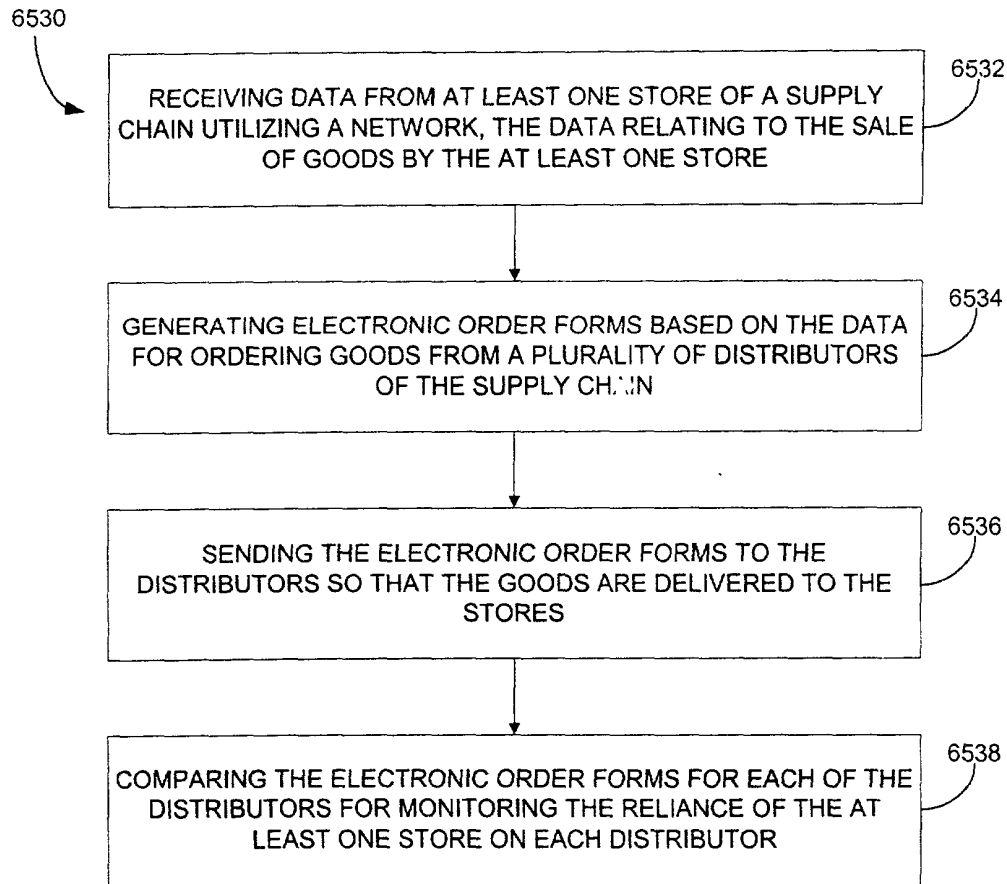 6530
6532
RECEIVING DATA FROM AT LEAST ONE STORE OF A SUPPLY
CHAIN UTILIZING A NETWORK, THE DATA RELATING TO THE SALE
OF GOODS BY THE AT LEAST ONE STORE
6534
GENERATING ELECTRONIC ORDER FORMS BASED ON THE DATA
FOR ORDERING GOODS FROM A PLURALITY OF DISTRIBUTORS
OF THE SUPPLY CHAIN
6536
SENDING THE ELECTRONIC ORDER FORMS TO THE
DISTRIBUTORS SO THAT THE GOODS ARE DELIVERED TO THE
STORES
6538
COMPARING THE ELECTRONIC ORDER FORMS FOR EACH OF THE
DISTRIBUTORS FOR MONITORING THE RELIANCE OF THE AT
LEAST ONE STORE ON EACH DISTRIBUTOR